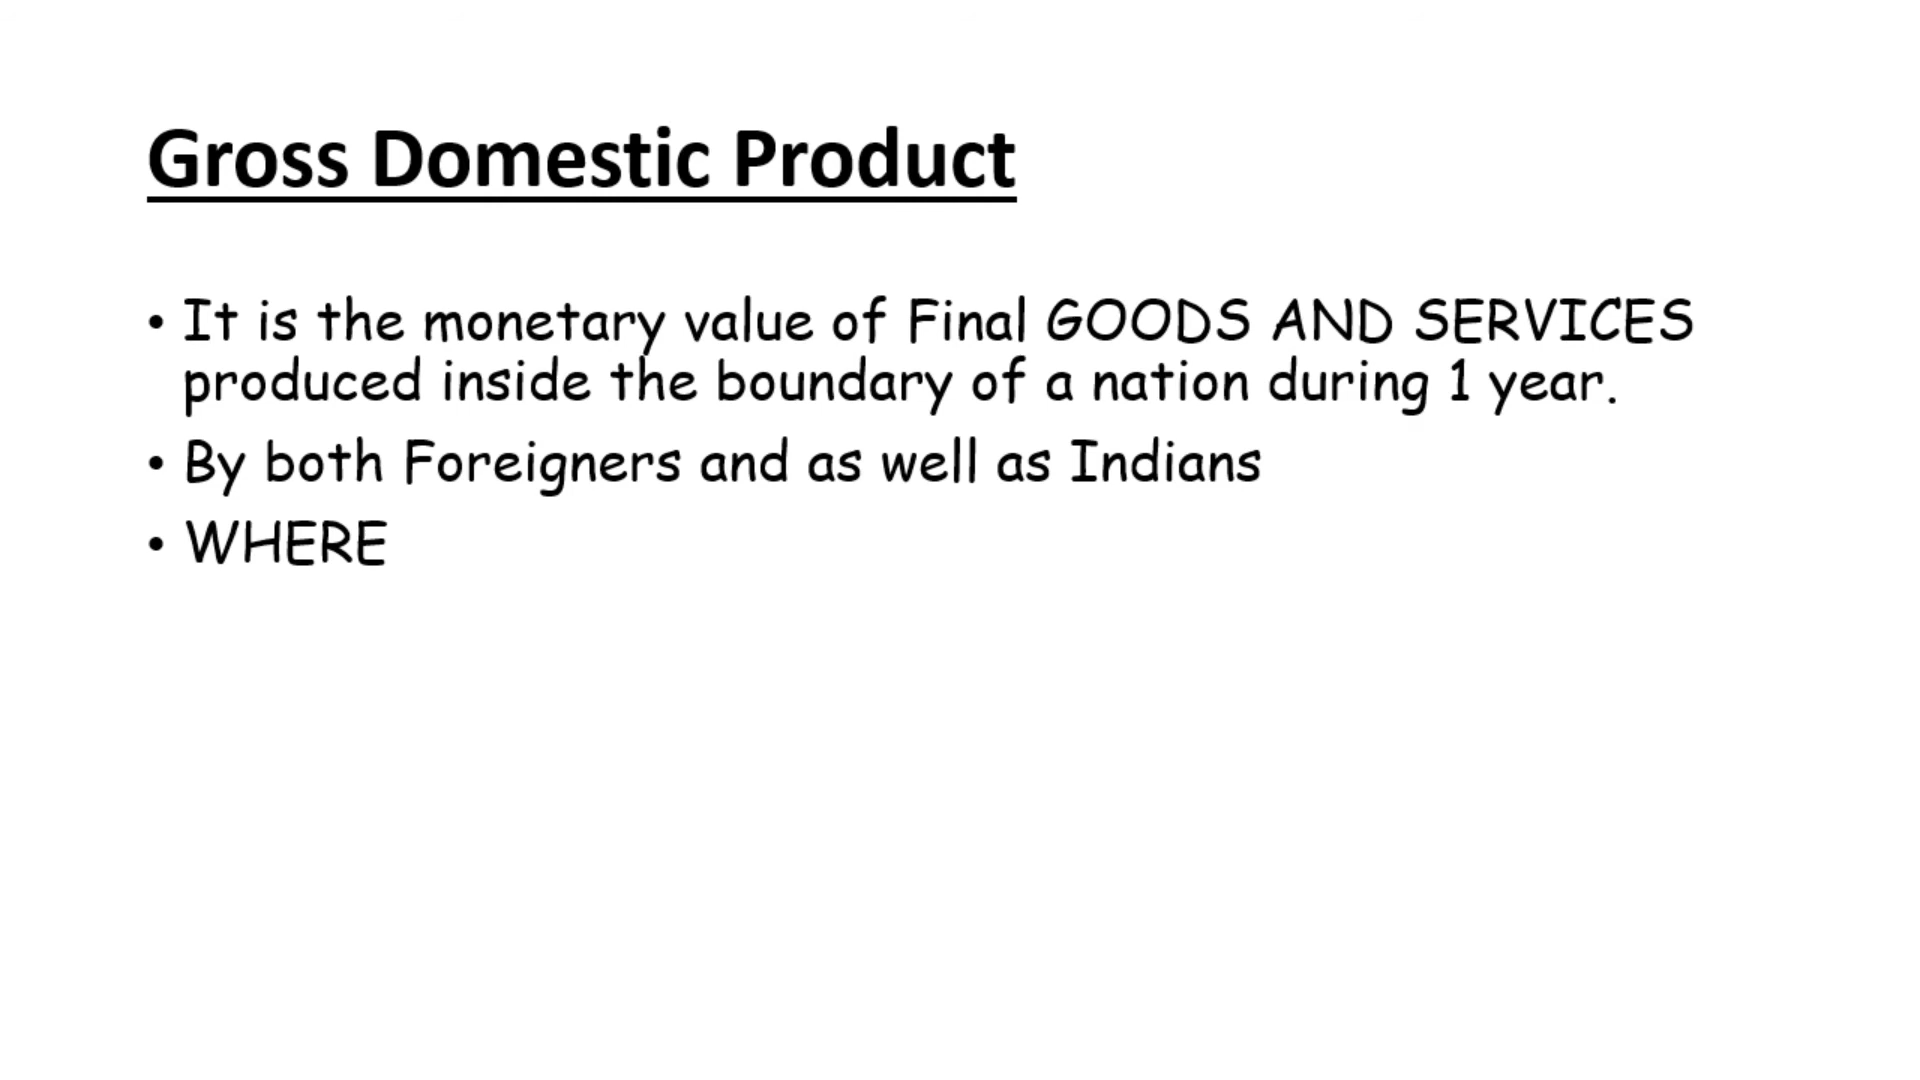 Gross Domestic Product
• It is the monetary value of Final GOODS AND SERVICES
produced inside the boundary of a nation during 1 year.
• By both Foreigners and as well as Indians
• WHERE